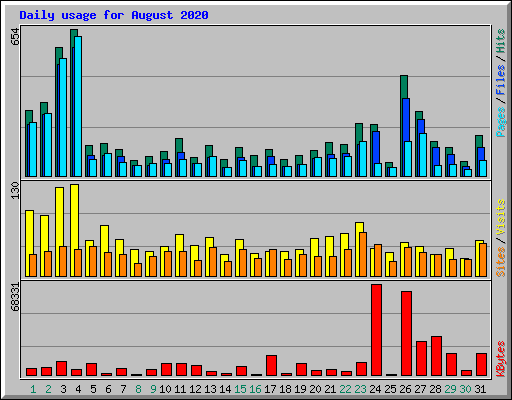 Daily usage for August 2020
654
Pages / Files / Hits
130
Sites / Visits
68331
KBytes
1 2 3 4 5 6 7 8 9 10 11 12 13 14 15 16 17 18 19 20 21 22 23 24 25 26 27 28 29 30 31